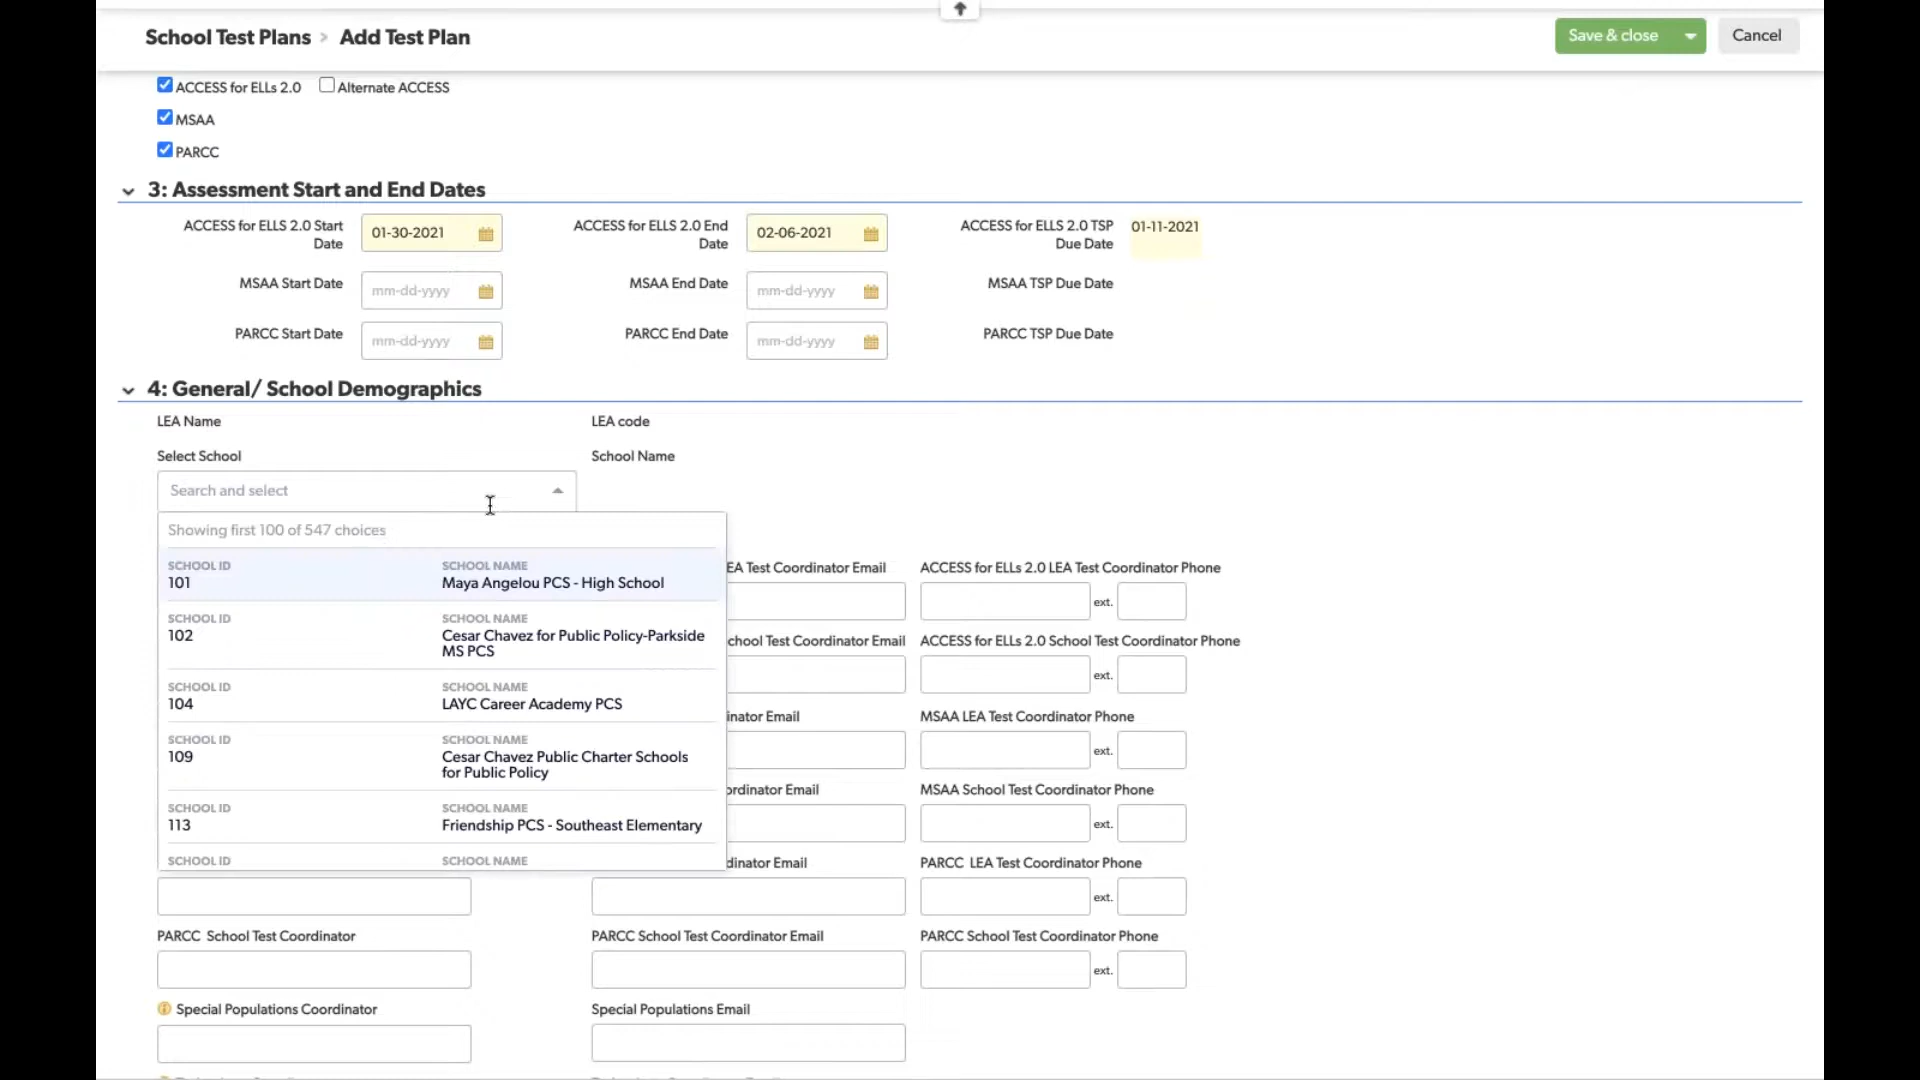 School Test Plans > Add Test Plan
Save & close
Cancel
ACCESS for ELLs 2.0
Alternate ACCESS
MSAA
PARCC
3: Assessment Start and End Dates
ACCESS for ELLS 2.0 Start
Date
01-30-2021
ACCESS for ELLS 2.0 End
Date
02-06-2021
ACCESS for ELLS 2.0 TSP
Due Date
01-11-2021
MSAA Start Date
mm-dd-yyyy
MSAA End Date
mm-dd-yyyy
MSAA TSP Due Date
PARCC Start Date
mm-dd-yyyy
PARCC End Date
mm-dd-yyyy
PARCC TSP Due Date
4: General/ School Demographics
LEA Name
LEA code
Select School
School Name
Search and select
Showing first 100 of 547 choices
SCHOOL ID
SCHOOL NAME
101
Maya Angelou PCS - High School
SCHOOL ID
SCHOOL NAME
102
Cesar Chavez for Public Policy-Parkside
MS PCS
SCHOOL ID
SCHOOL NAME
104
LAYC Career Academy PCS
SCHOOL ID
SCHOOL NAME
109
Cesar Chavez Public Charter Schools
for Public Policy
SCHOOL ID
SCHOOL NAME
113
Friendship PCS - Southeast Elementary
SCHOOL ID
SCHOOL NAME
EA Test Coordinator Email
ACCESS for ELLs 2.0 LEA Test Coordinator Phone
ext.
chool Test Coordinator Email
ACCESS for ELLs 2.0 School Test Coordinator Phone
ext.
inator Email
MSAA LEA Test Coordinator Phone
ext.
ordinator Email
MSAA School Test Coordinator Phone
ext.
dinator Email
PARCC LEA Test Coordinator Phone
ext.
PARCC School Test Coordinator
PARCC School Test Coordinator Email
PARCC School Test Coordinator Phone
ext.
Special Populations Coordinator
Special Populations Email